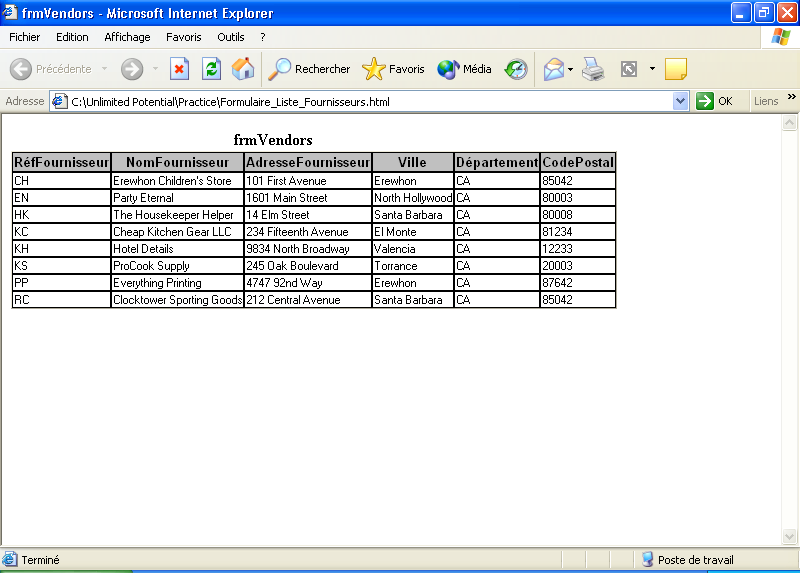 frmVendors - Microsoft Internet Explorer
Fichier Edition Affichage Favoris Outils ?
Précédente Rechercher Favoris Média
Adresse C:\Unlimited Potential\Practice\Formulaire_Liste_Fournisseurs.html OK Liens »
frmVendors
RéfFournisseur NomFournisseur AdresseFournisseur Ville Département CodePostal
CH Erewhon Children's Store 101 First Avenue Erewhon CA 85042
EN Party Eternal 1601 Main Street North Hollywood CA 80003
HK The Housekeeper Helper 14 Elm Street Santa Barbara CA 80008
KC Cheap Kitchen Gear LLC 234 Fifteenth Avenue El Monte CA 81234
KH Hotel Details 9834 North Broadway Valencia CA 12233
KS ProCook Supply 245 Oak Boulevard Torrance CA 20003
PP Everything Printing 4747 92nd Way Erewhon CA 87642
RC Clocktower Sporting Goods 212 Central Avenue Santa Barbara CA 85042
Terminé Poste de travail